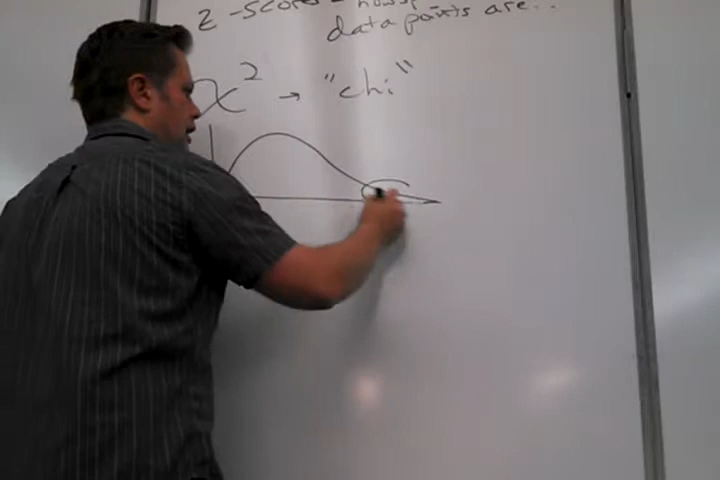 z-scores -
data points are..
χ² → "chi"